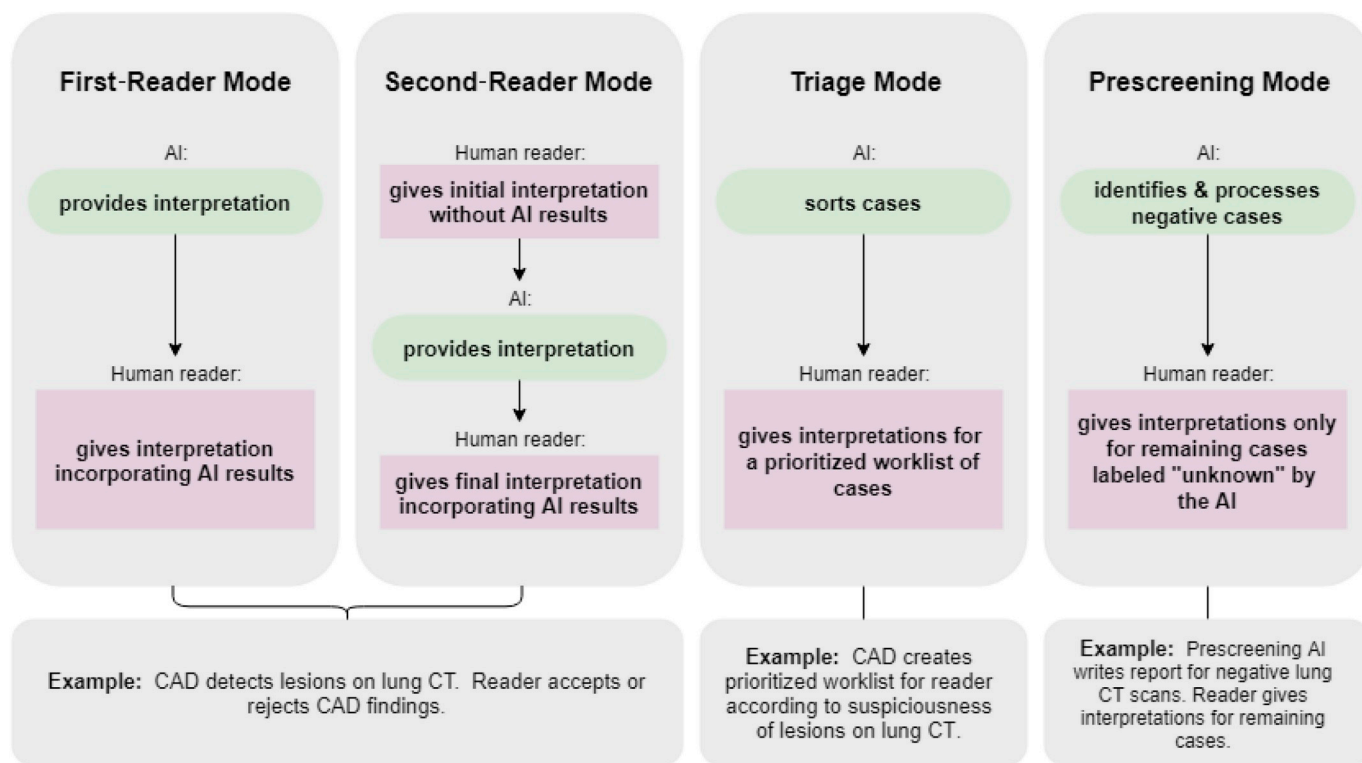 First-Reader Mode
AI:
provides interpretation
Human reader:
gives interpretation
incorporating AI results
Second-Reader Mode
Human reader:
gives initial interpretation
without AI results
AI:
provides interpretation
Human reader:
gives final interpretation
incorporating AI results
Example: CAD detects lesions on lung CT. Reader accepts or
rejects CAD findings.
Triage Mode
AI:
sorts cases
Human reader:
gives interpretations for
a prioritized worklist of
cases
Example: CAD creates
prioritized worklist for reader
according to suspiciousness
of lesions on lung CT.
Prescreening Mode
AI:
identifies & processes
negative cases
Human reader:
gives interpretations only
for remaining cases
labeled "unknown" by
the AI
Example: Prescreening AI
writes report for negative lung
CT scans. Reader gives
interpretations for remaining
cases.